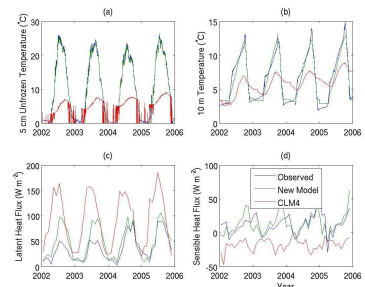 (a)
5 cm Unfrozen Temperature (°C)
30
20
10
0
2002 2003 2004 2005 2006
(b)
10 m Temperature (°C)
15
10
5
0
2002 2003 2004 2005 2006
(c)
Latent Heat Flux (W m-2)
200
150
100
50
0
2002 2003 2004 2005 2006
(d)
Sensible Heat Flux (W m-2)
100
50
0
-50
Observed
New Model
CLM4
2002 2003 2004 2005 2006
Year